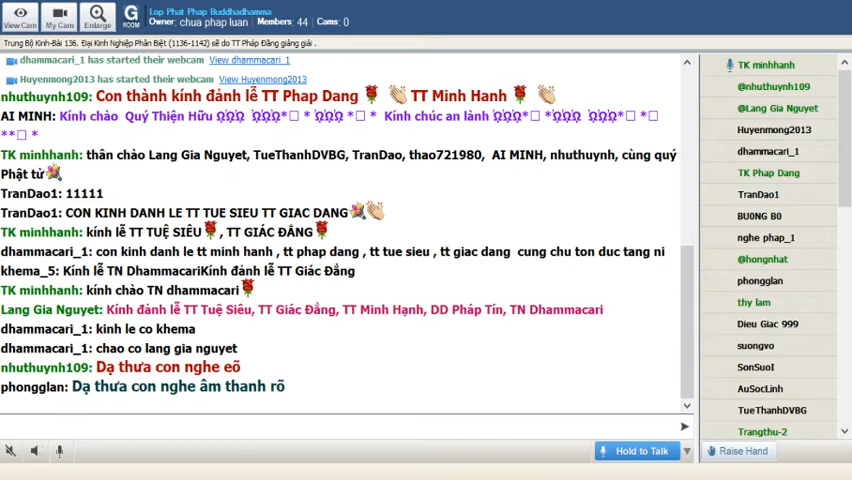 Lop Phat Phap Buddhadhamma
Owner: chua phap luan Members: 44 Cams: 0
View Cam My Cam Enlarge G ROOM
Trung Bộ Kinh-Bài 136. Đại Kinh Nghiệp Phân Biệt (1136-1142) sẽ do TT Pháp Đăng giảng giải .
dhammacari_1 has started their webcam View dhammacari_1
Huyenmong2013 has started their webcam View Huyenmong2013
nhuthuynh109: Con thành kính đảnh lễ TT Phap Dang 🌹 👏 TT Minh Hanh 🌹 👏
AI MINH: Kính chào Quý Thiện Hữu * * * Kính chúc an lành * *
** *
TK minhhanh: thân chào Lang Gia Nguyet, TueThanhDVBG, TranDao, thao721980, AI MINH, nhuthuynh, cùng quý
Phật tử 💐
TranDao1: 11111
TranDao1: CON KINH DANH LE TT TUE SIEU TT GIAC DANG 💐 👏
TK minhhanh: kính lễ TT TUỆ SIÊU 🌹, TT GIÁC ĐẲNG 🌹
dhammacari_1: con kinh danh le tt minh hanh , tt phap dang , tt tue sieu , tt giac dang cung chu ton duc tang ni
khema_5: Kính lễ TN DhammacariKính đảnh lễ TT Giác Đẳng
TK minhhanh: kính chào TN dhammacari 🌹
Lang Gia Nguyet: Kính đảnh lễ TT Tuệ Siêu, TT Giác Đẳng, TT Minh Hạnh, DD Pháp Tín, TN Dhammacari
dhammacari_1: kinh le co khema
dhammacari_1: chao co lang gia nguyet
nhuthuynh109: Dạ thưa con nghe eõ
phongglan: Dạ thưa con nghe âm thanh rõ
Hold to Talk
Raise Hand
TK minhhanh
@nhuthuynh109
@Lang Gia Nguyet
Huyenmong2013
dhammacari_1
TK Phap Dang
TranDao1
BU0NG B0
nghe phap_1
@hongnhat
phongglan
thy lam
Dieu Giac 999
suongvo
SonSuoI
AuSocLinh
TueThanhDVBG
Trangthu-2